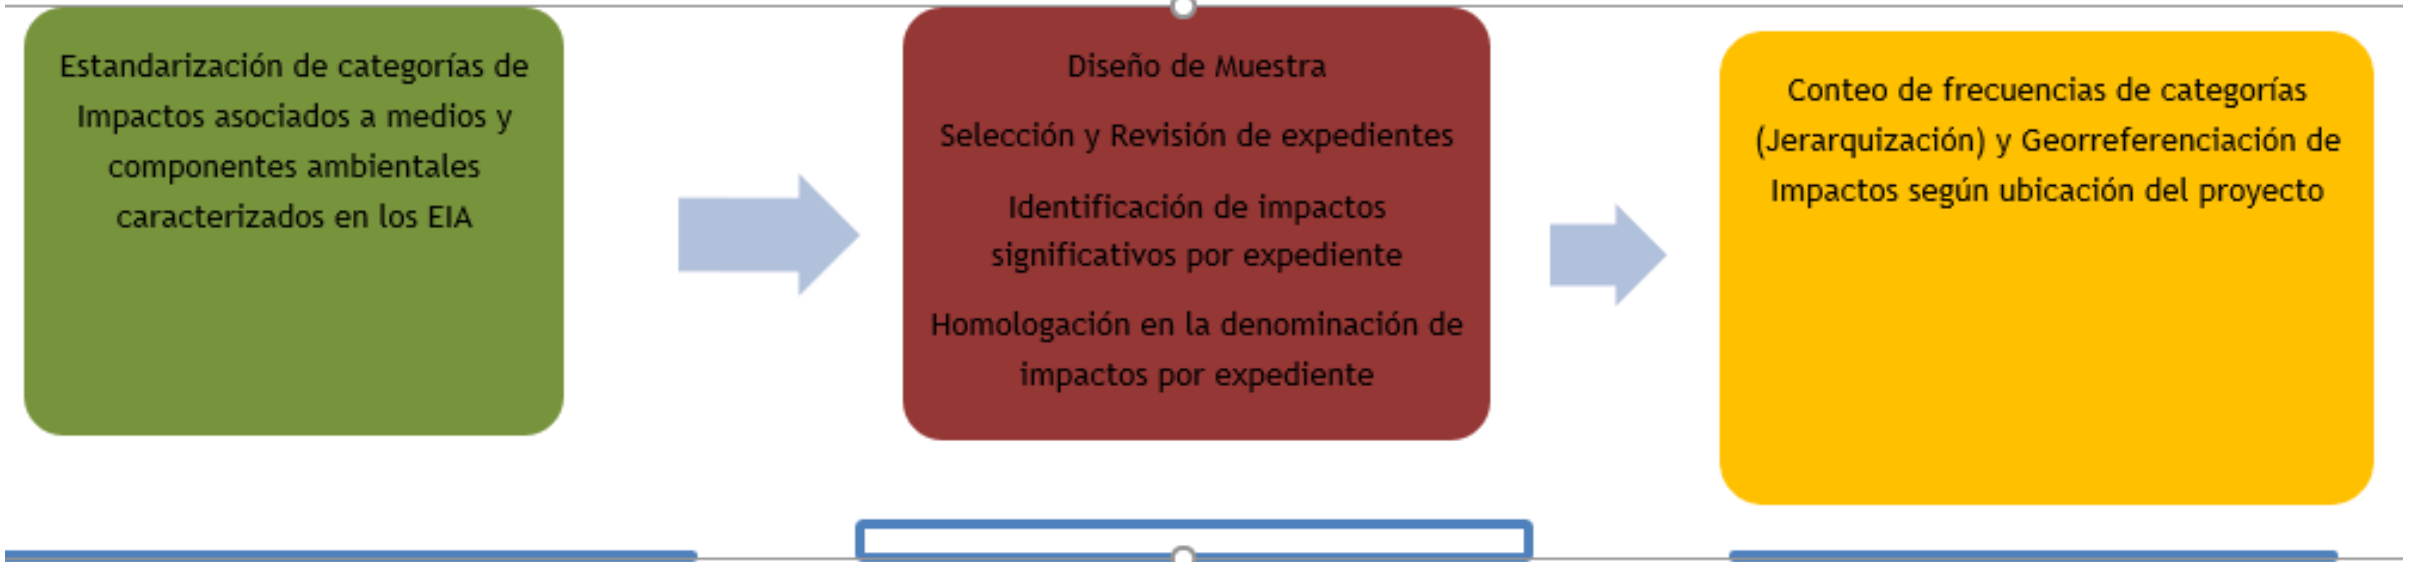 Estandarización de categorías de
Impactos asociados a medios y
componentes ambientales
caracterizados en los EIA
Diseño de Muestra
Selección y Revisión de expedientes
Identificación de impactos
significativos por expediente
Homologación en la denominación de
impactos por expediente
Conteo de frecuencias de categorías
(Jerarquización) y Georreferenciación de
Impactos según ubicación del proyecto